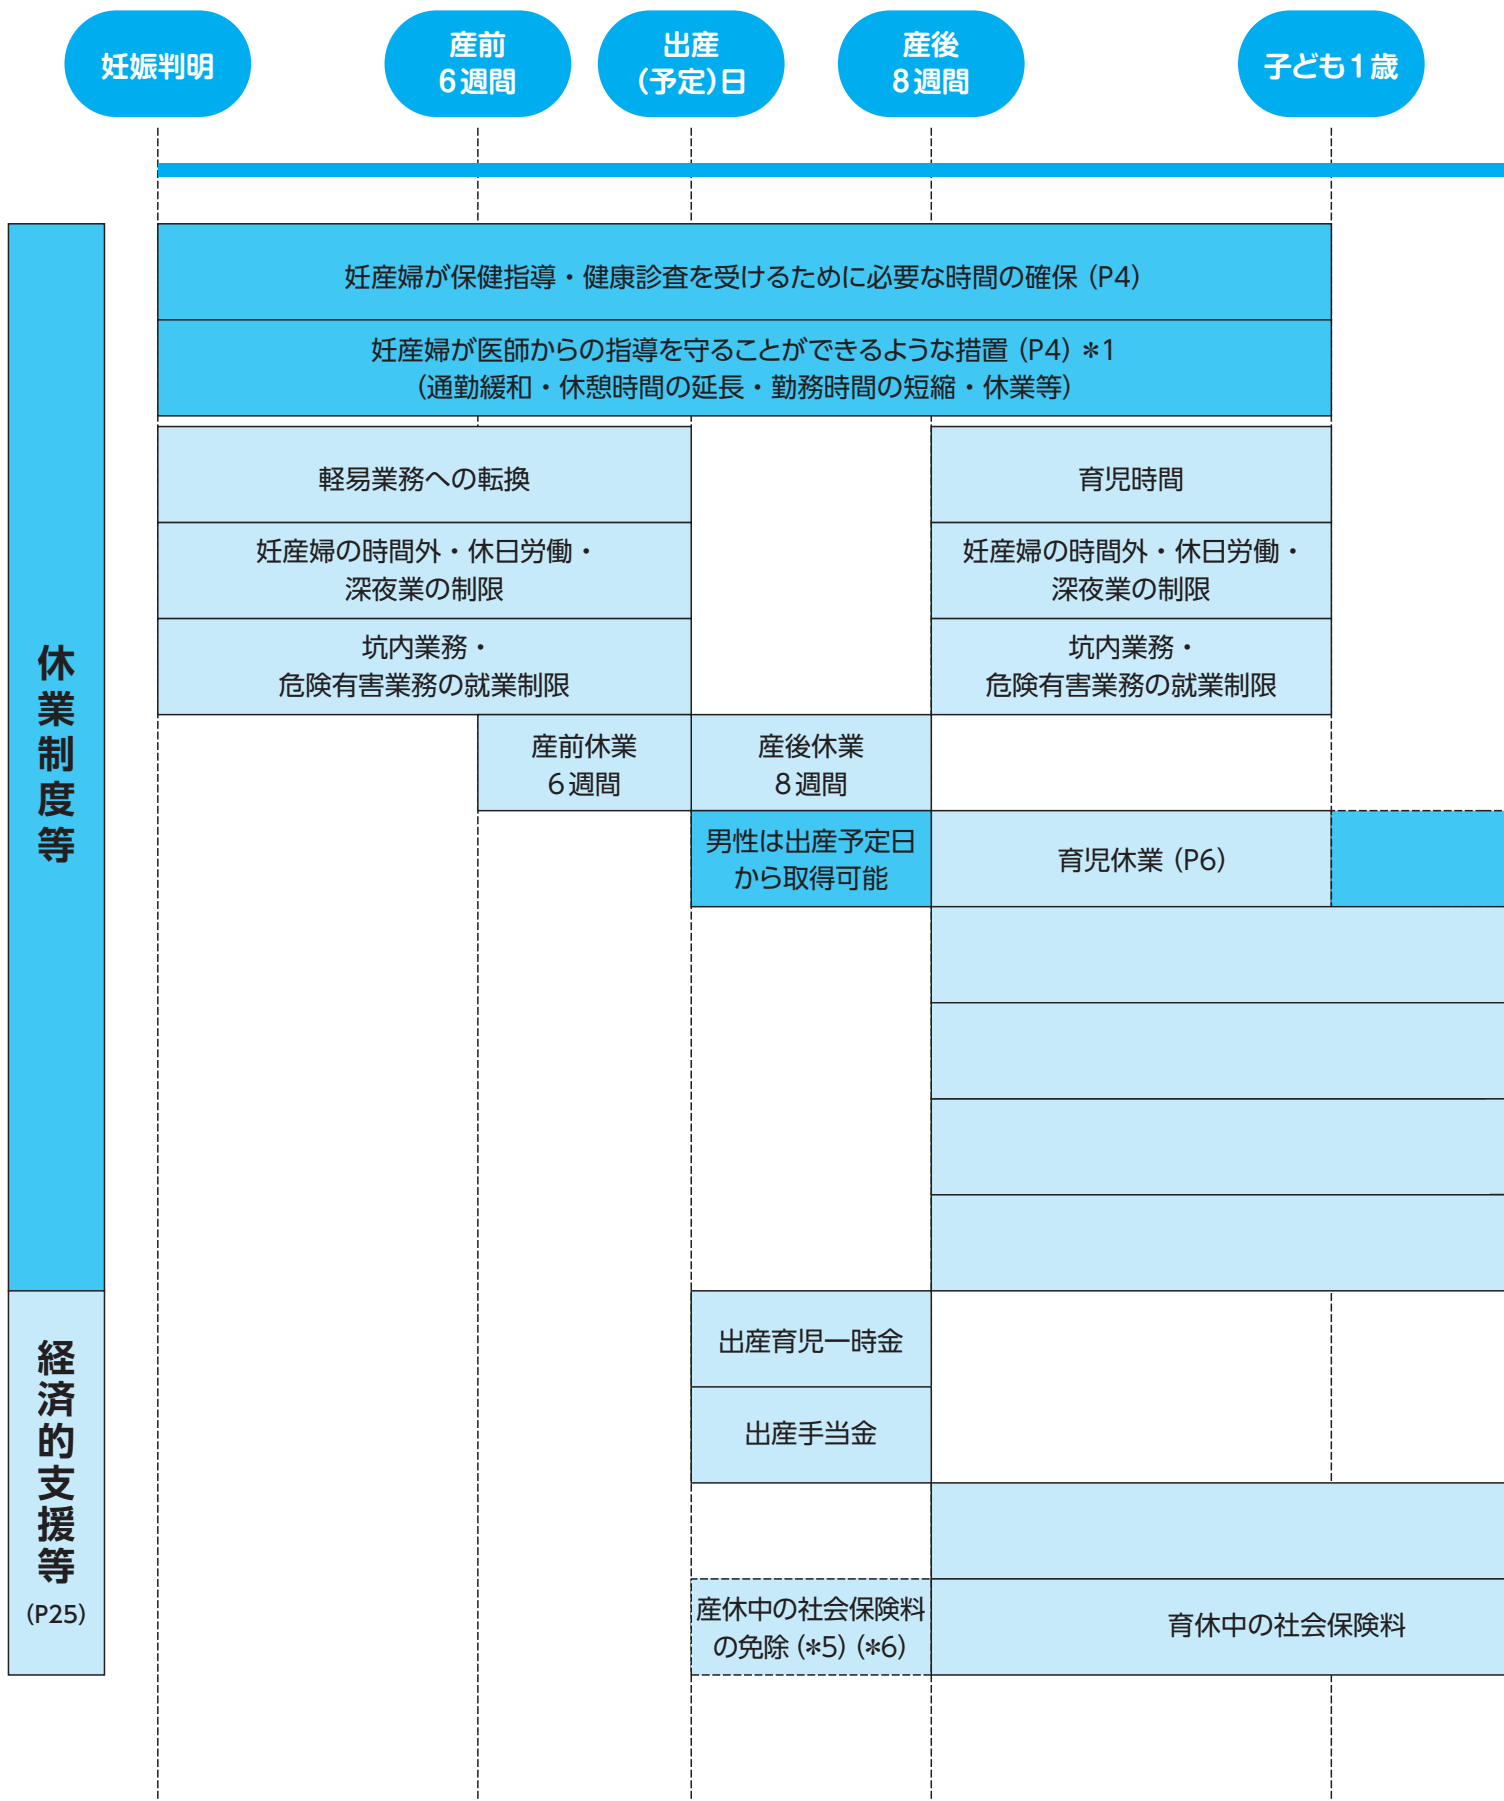 妊娠判明
産前
6週間
出産
(予定)日
産後
8週間
子ども1歳
休業制度等
妊産婦が保健指導・健康診査を受けるために必要な時間の確保 (P4)
妊産婦が医師からの指導を守ることができるような措置 (P4) *1
(通勤緩和・休憩時間の延長・勤務時間の短縮・休業等)
軽易業務への転換
育児時間
妊産婦の時間外・休日労働・
深夜業の制限
妊産婦の時間外・休日労働・
深夜業の制限
坑内業務・
危険有害業務の就業制限
坑内業務・
危険有害業務の就業制限
産前休業
6週間
産後休業
8週間
男性は出産予定日
から取得可能
育児休業 (P6)
経済的支援等
(P25)
出産育児一時金
出産手当金
産休中の社会保険料
の免除 (*5) (*6)
育休中の社会保険料